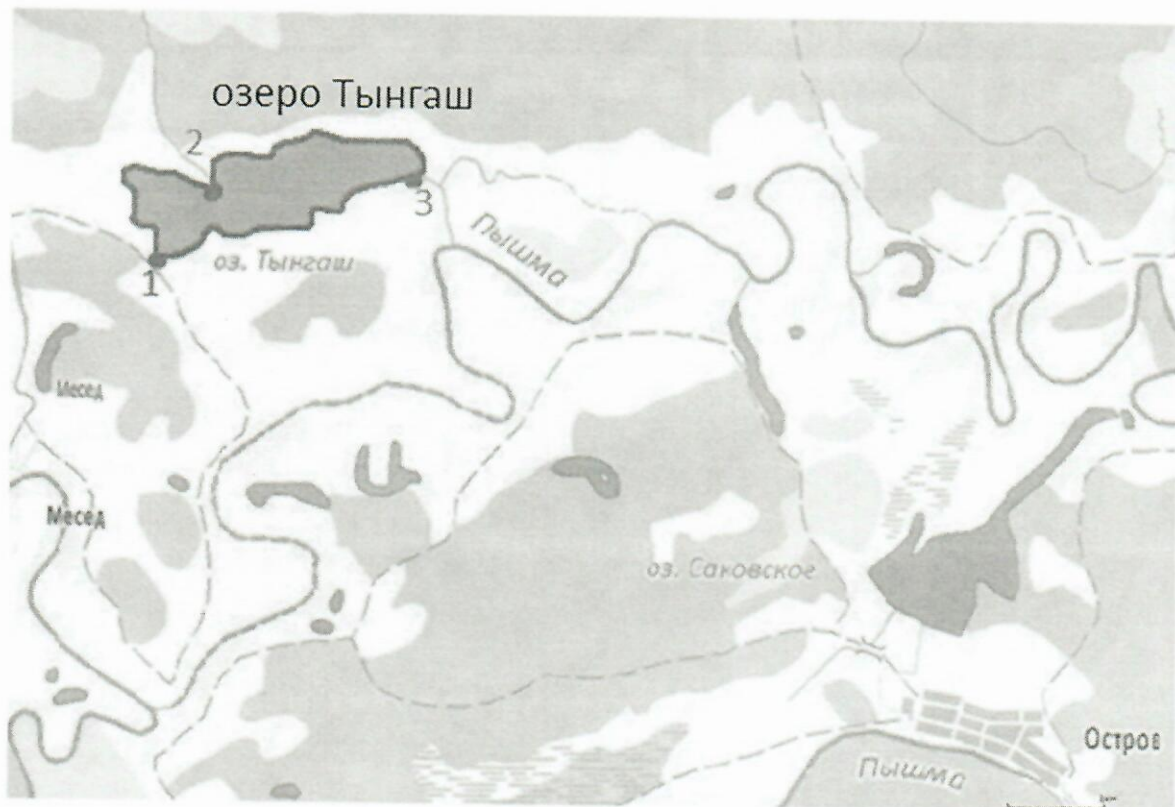 озеро Тынгаш
2
3
1
оз. Тынгаш
Пышма
Месед
Месед
оз. Саковское
Остров
Пышма